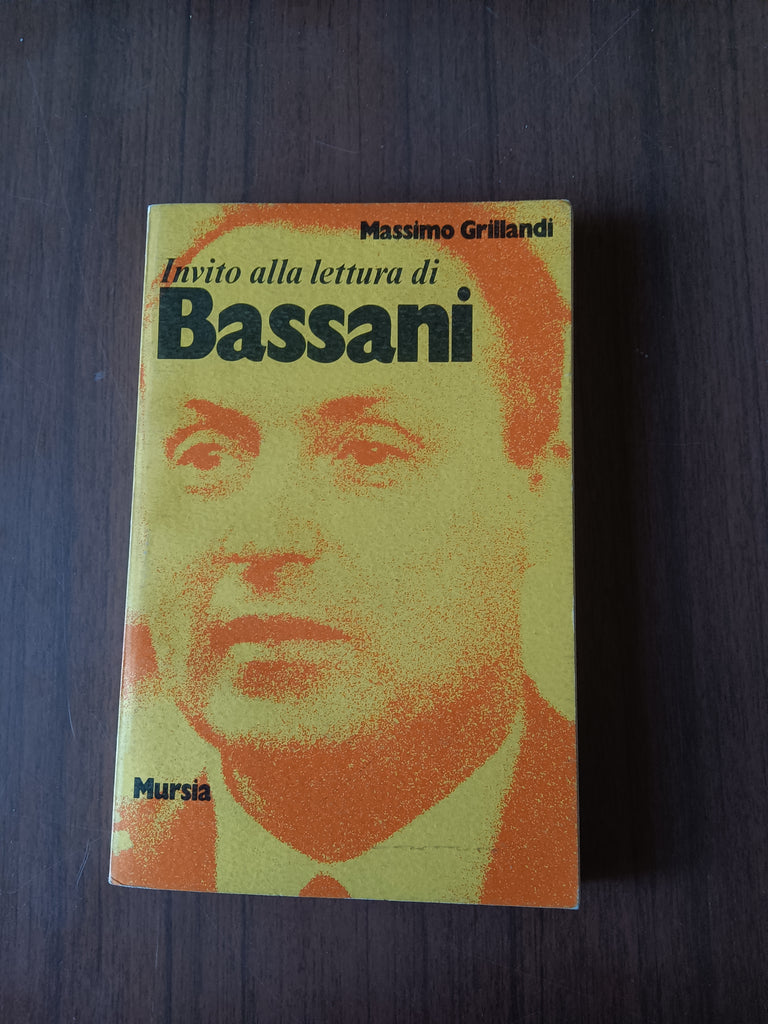 Massimo Grillandi
Invito alla lettura di
Bassani
Mursia